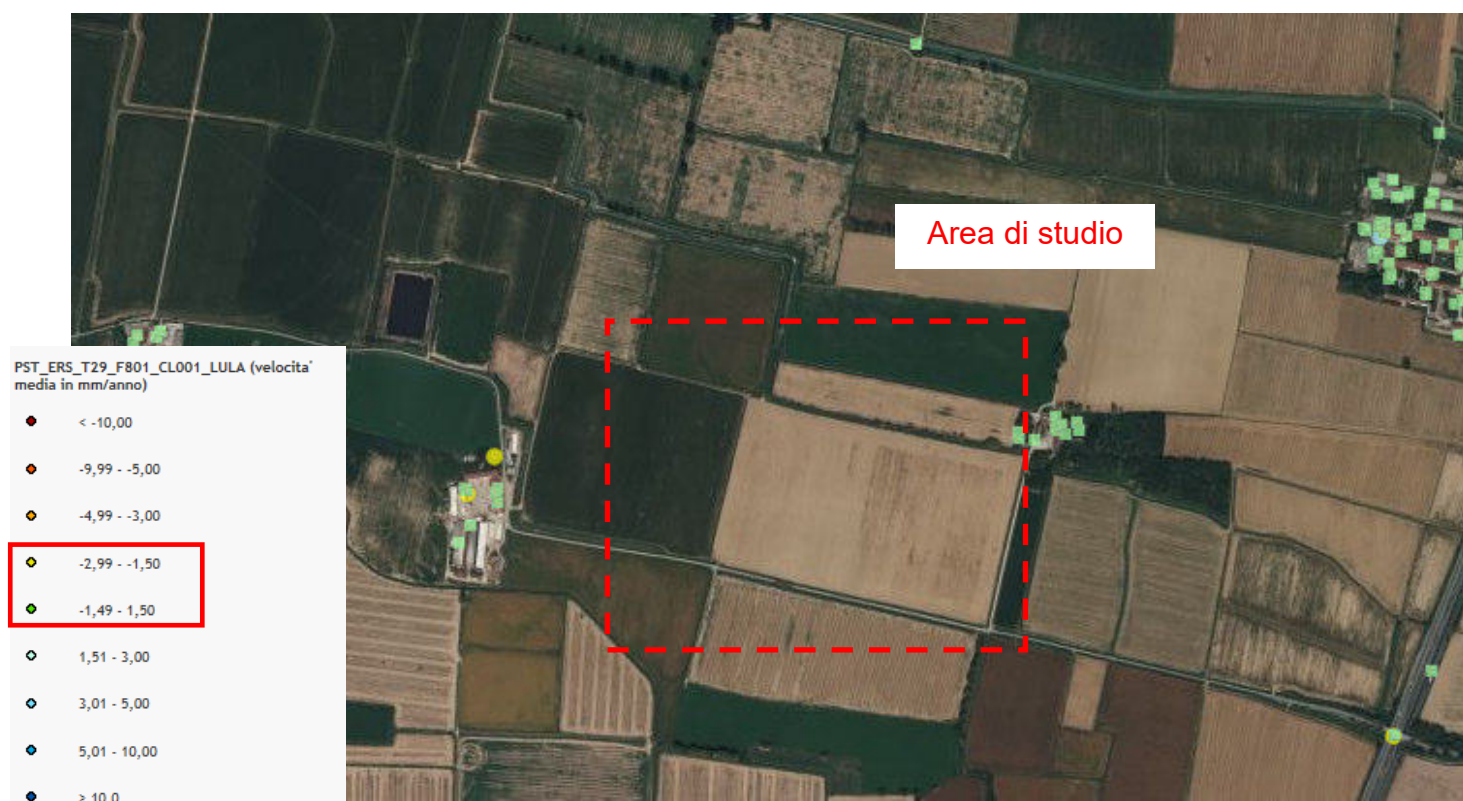 Area di studio
PST_ERS_T29_F801_CL001_LULA (velocita'
media in mm/anno)
< -10,00
-9,99 - -5,00
-4,99 - -3,00
-2,99 - -1,50
-1,49 - 1,50
1,51 - 3,00
3,01 - 5,00
5,01 - 10,00
> 10,0